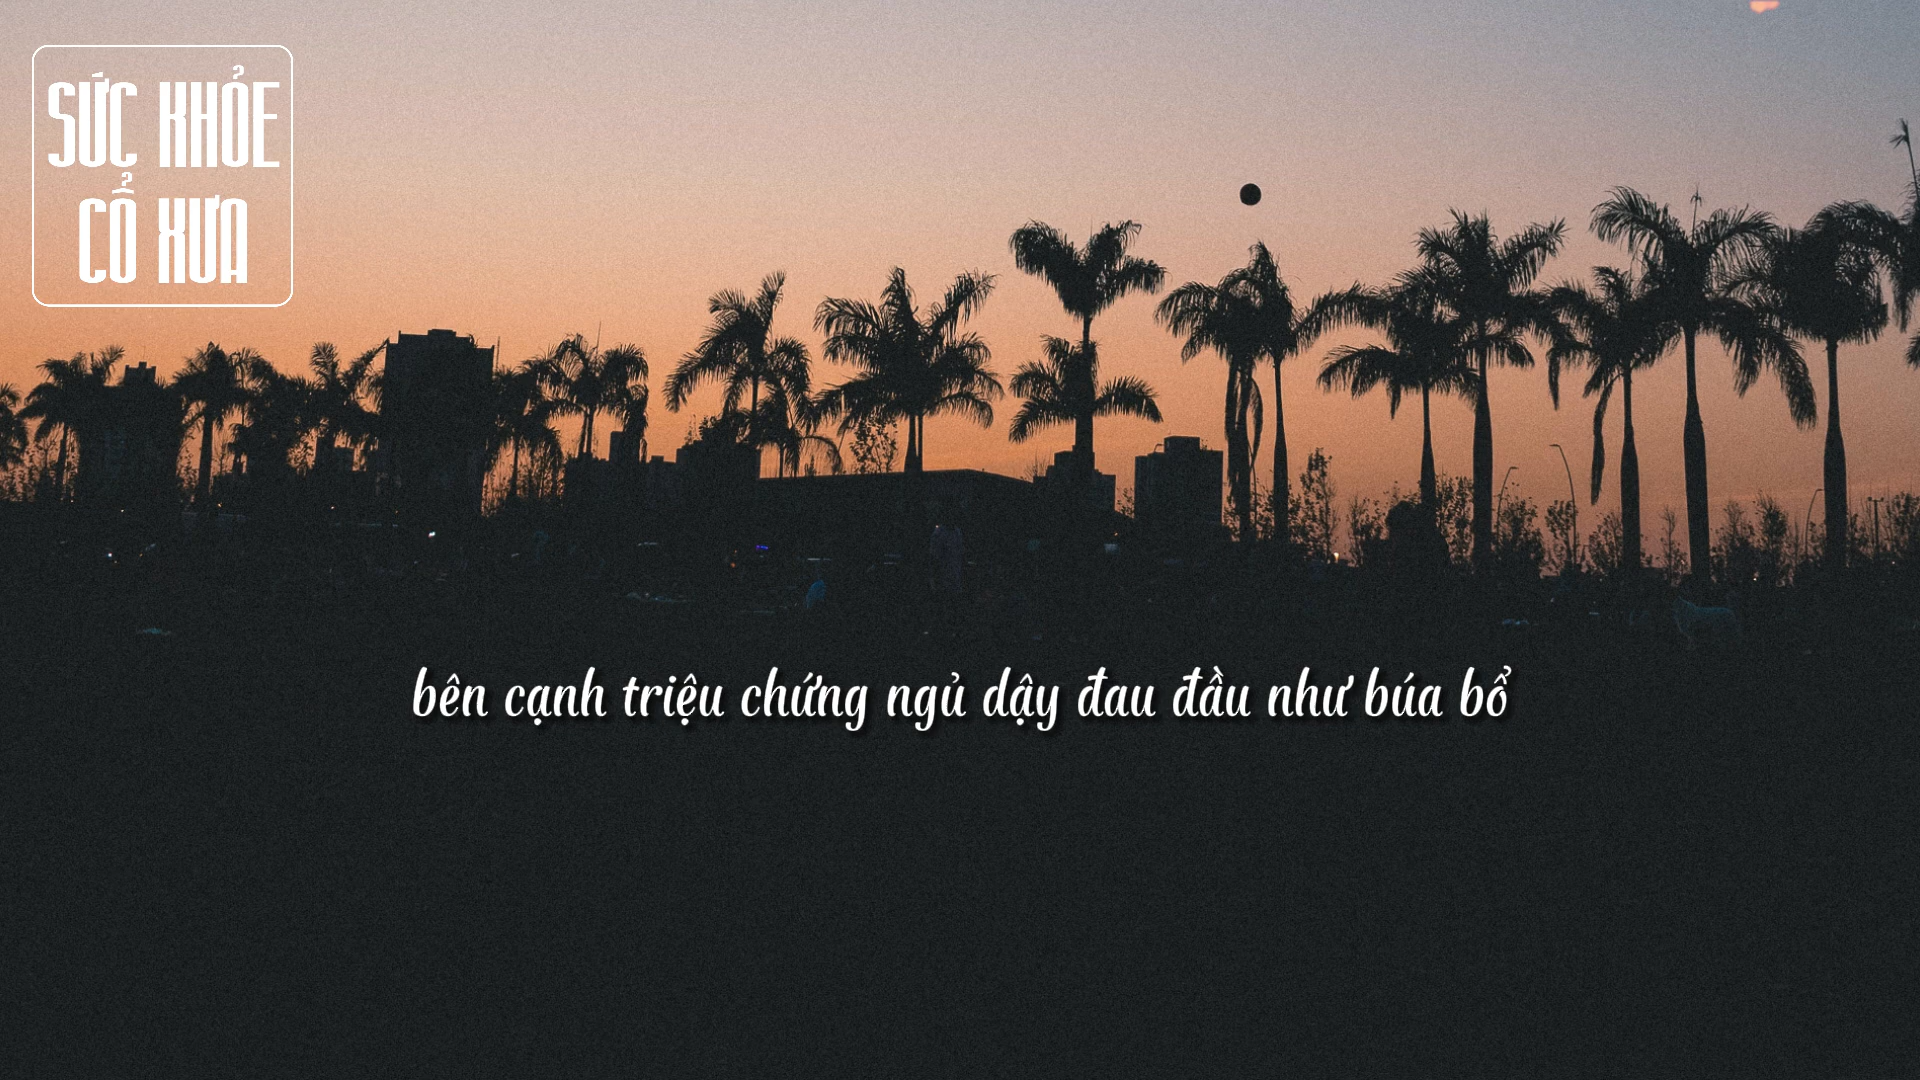 SỨC KHỎE
CỔ XƯA
bên cạnh triệu chứng ngủ dậy đau đầu như búa bổ